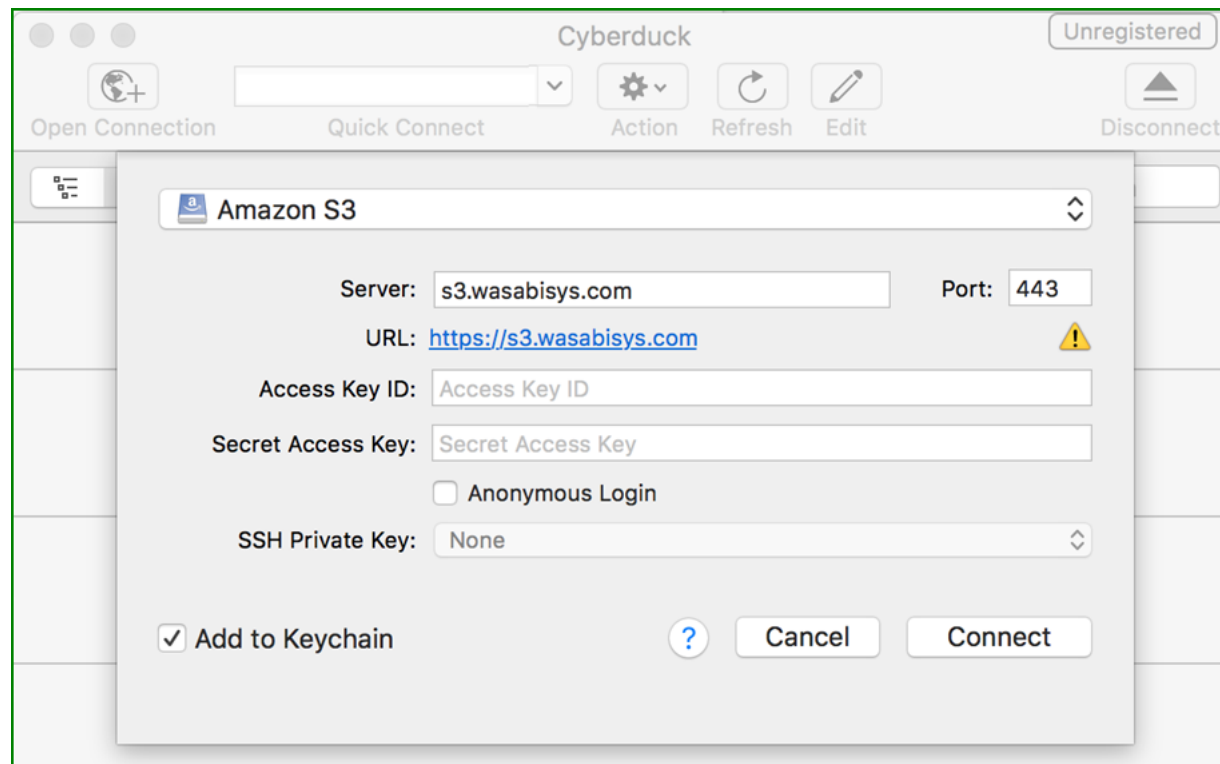 Cyberduck
Unregistered
Open Connection
Quick Connect
Action
Refresh
Edit
Disconnect
Amazon S3
Server: s3.wasabisys.com Port: 443
URL: https://s3.wasabisys.com
Access Key ID: Access Key ID
Secret Access Key: Secret Access Key
Anonymous Login
SSH Private Key: None
Add to Keychain ? Cancel Connect